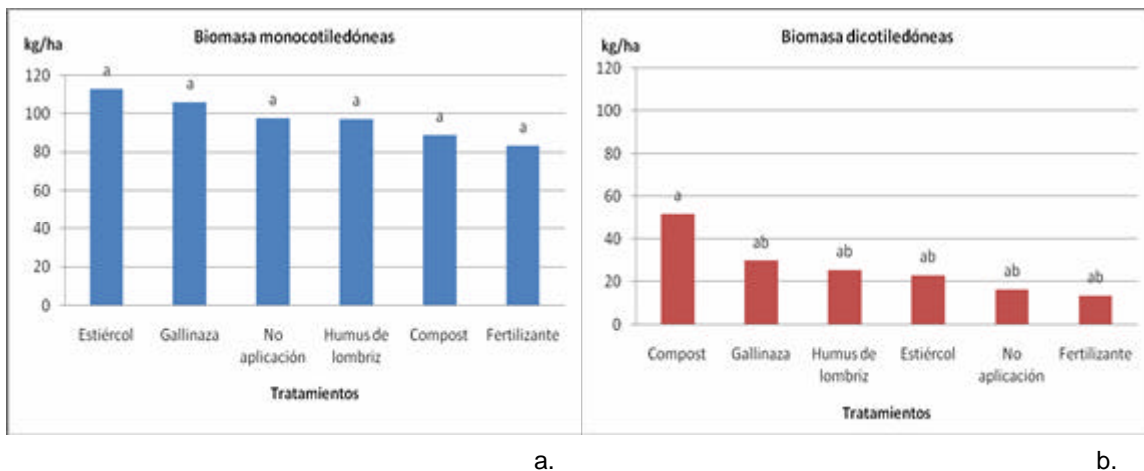 Biomasa monocotiledóneas
kg/ha
120
100
80
60
40
20
0
a
a
a
a
a
a
Estiércol
Gallinaza
No
aplicación
Humus de
lombriz
Compost
Fertilizante
Tratamientos
a.
Biomasa dicotiledóneas
kg/ha
120
100
80
60
40
20
0
a
ab
ab
ab
ab
ab
Compost
Gallinaza
Humus de
lombriz
Estiércol
No
aplicación
Fertilizante
Tratamientos
b.